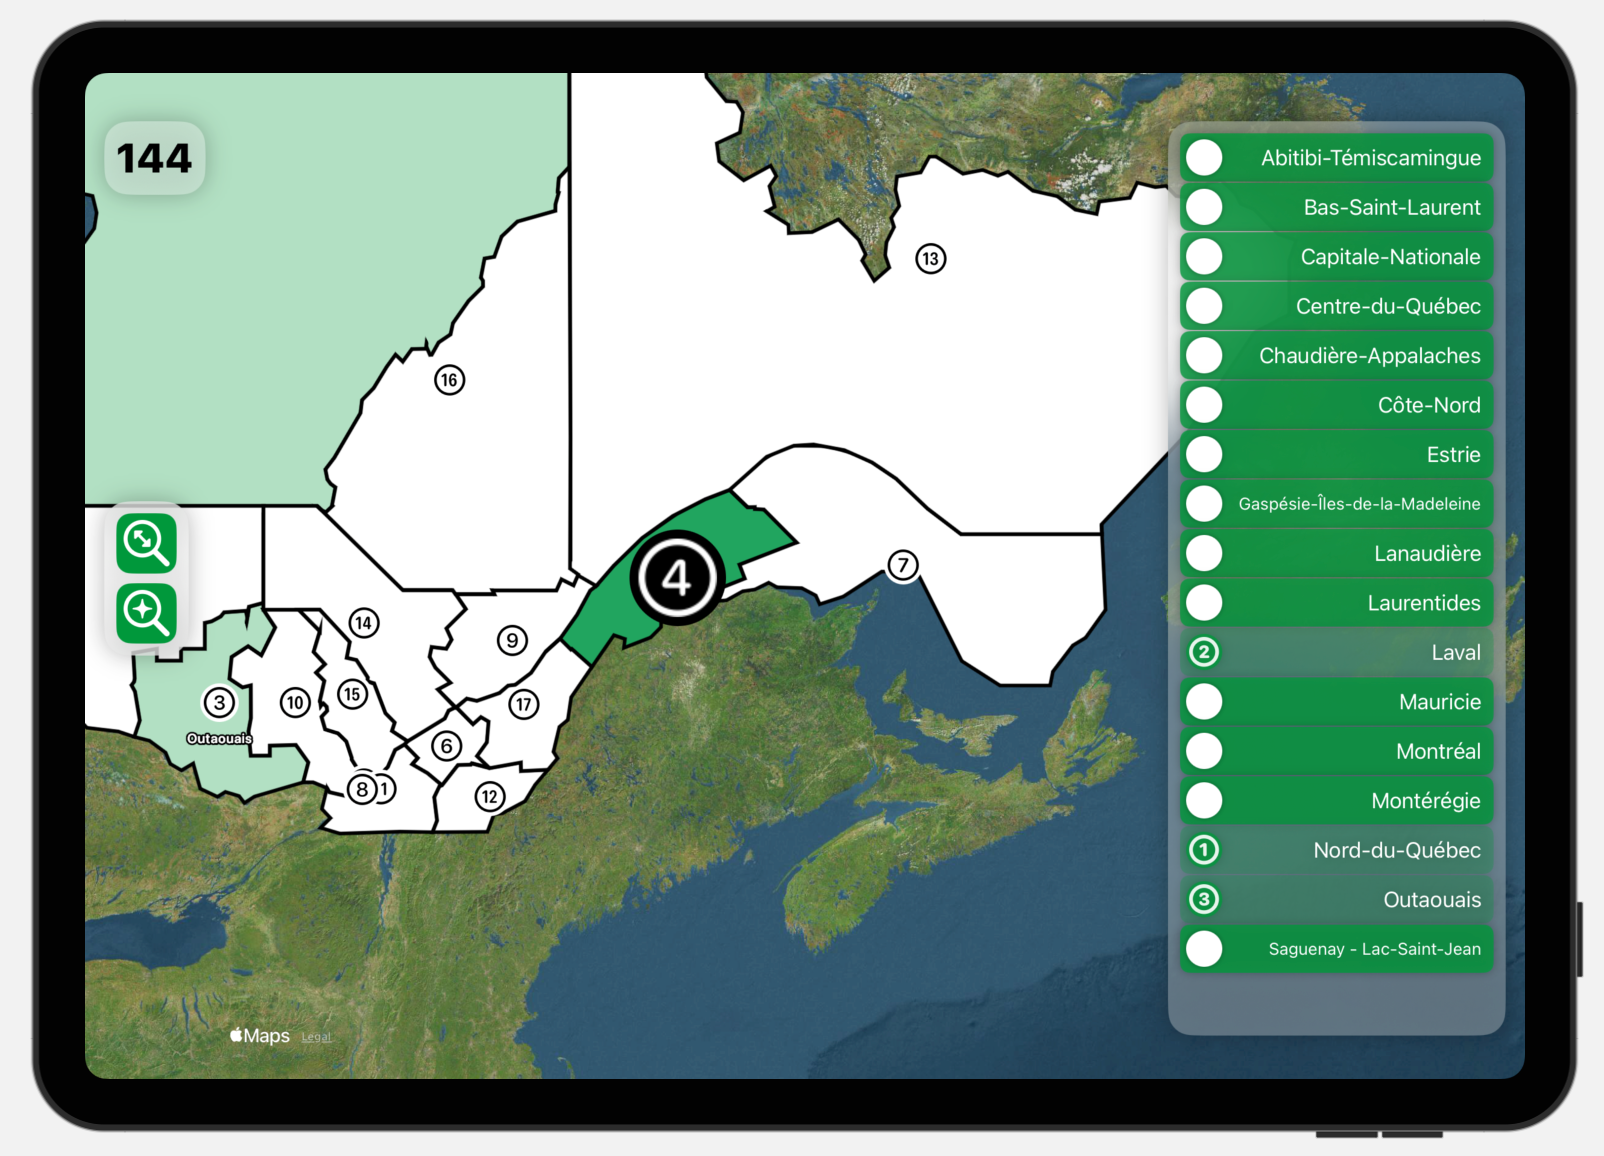 144
13
16
4
7
14
9
3
10
15
17
Outaouais
6
8
1
12
Abitibi-Témiscamingue
Bas-Saint-Laurent
Capitale-Nationale
Centre-du-Québec
Chaudière-Appalaches
Côte-Nord
Estrie
Gaspésie-Îles-de-la-Madeleine
Lanaudière
Laurentides
2 Laval
Mauricie
Montréal
Montérégie
1 Nord-du-Québec
3 Outaouais
Saguenay - Lac-Saint-Jean
Maps Legal